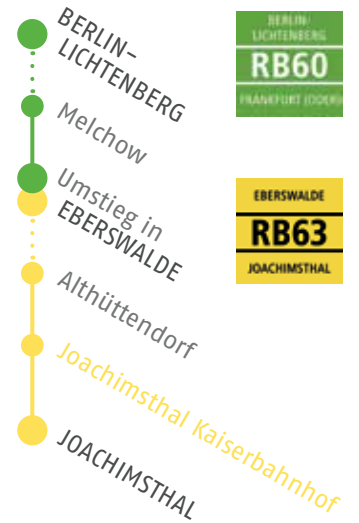 BERLIN-
LICHTENBERG
Melchow
Umstieg in
EBERSWALDE
Althüttendorf
Joachimsthal Kaiserbahnhof
JOACHIMSTHAL
BERLIN-
LICHTENBERG
RB60
FRANKFURT (ODER)
EBERSWALDE
RB63
JOACHIMSTHAL